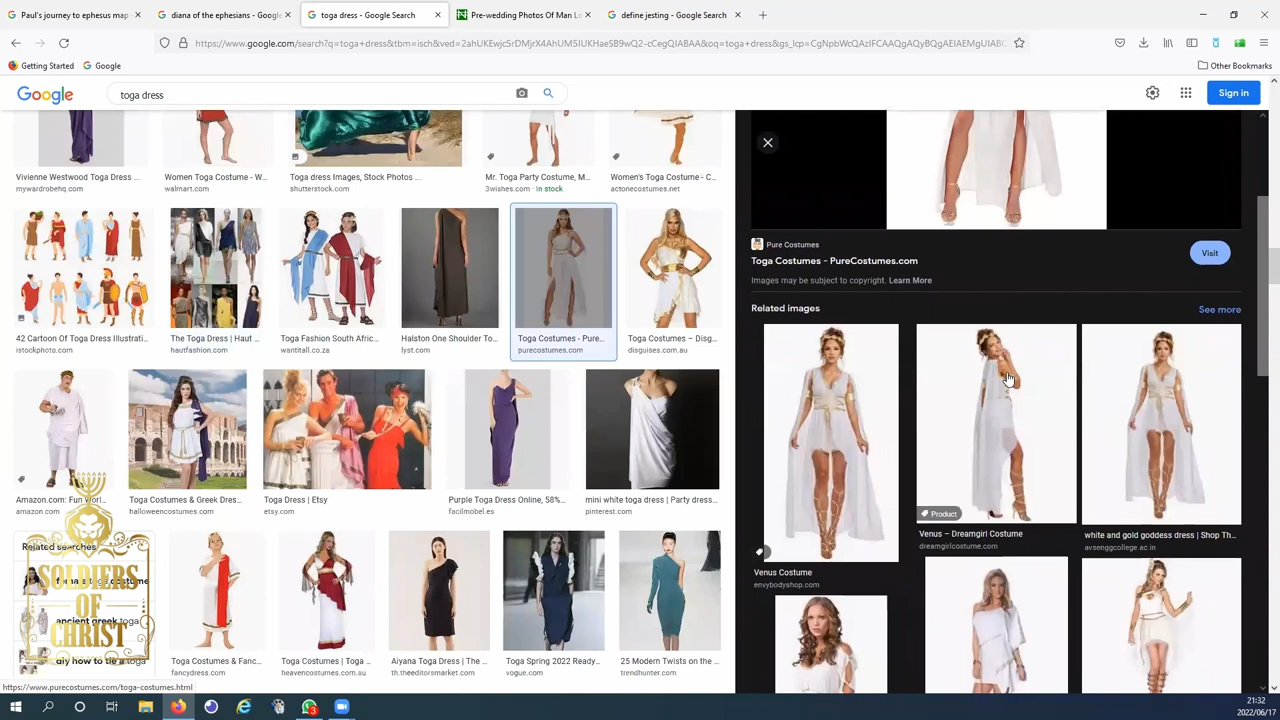 Paul's journey to ephesus map
diana of the ephesians - Google
toga dress - Google Search
Pre-wedding Photos Of Man L
define jesting - Google Search
https://www.google.com/search?q=toga+dress&tbm=isch&ved=
Getting Started
Google
Other Bookmarks
Google
toga dress
Sign in
Vivienne Westwood Toga Dress ...
mywardrobehq.com
Women Toga Costume - W...
walmart.com
Toga dress Images, Stock Photos ...
shutterstock.com
Mr. Toga Party Costume, M...
3wishes.com · In stock
Women's Toga Costume - C...
actonecostumes.net
42 Cartoon Of Toga Dress Illustrati...
istockphoto.com
The Toga Dress | Haut ...
hautfashion.com
Toga Fashion South Afric...
wantitall.co.za
Halston One Shoulder To...
lyst.com
Toga Costumes - Pure...
purecostumes.com
Toga Costumes – Disg...
disguises.com.au
Amazon.com: Fun Worl...
amazon.com
Toga Costumes & Greek Dres...
halloweencostumes.com
Toga Dress | Etsy
etsy.com
Purple Toga Dress Online, 58%...
facilmobel.es
mini white toga dress | Party dress...
pinterest.com
Related searches
female toga costume
ancient greek toga
diy how to tie a toga
SOLDIERS
OF
CHRIST
Toga Costumes & Fanc...
fancydress.com
Toga Costumes | Toga ...
heavencostumes.com.au
Aiyana Toga Dress | The ...
th.theeditorsmarket.com
Toga Spring 2022 Ready...
vogue.com
25 Modern Twists on the ...
trendhunter.com
Pure Costumes
Toga Costumes - PureCostumes.com
Visit
Images may be subject to copyright. Learn More
Related images
See more
Venus Costume
envybodyshop.com
Product
Venus – Dreamgirl Costume
dreamgirlcostume.com
white and gold goddess dress | Shop Th...
avsenggcollege.ac.in
https://www.purecostumes.com/toga-costumes.html
3
21:32
2022/06/17